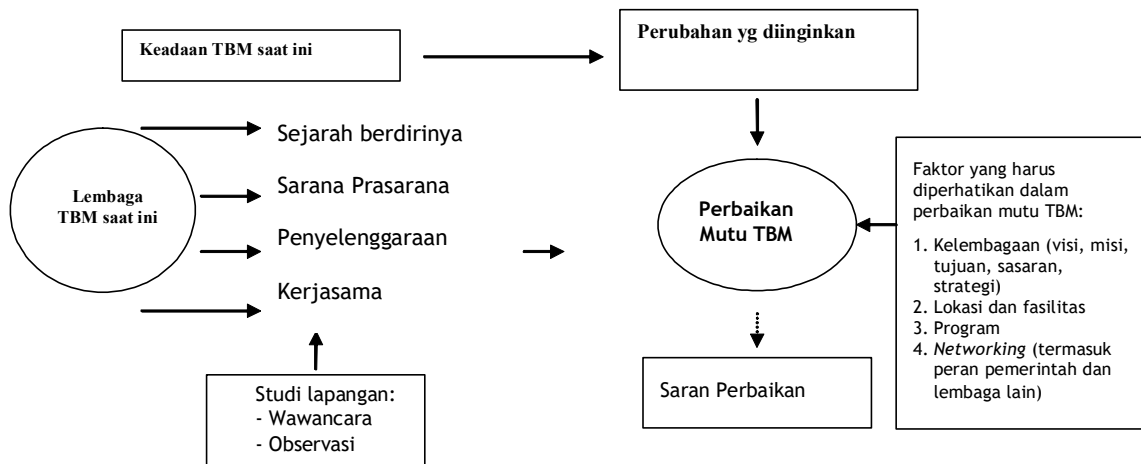 Keadaan TBM saat ini
Perubahan yg diinginkan
Lembaga
TBM saat ini
Sejarah berdirinya
Sarana Prasarana
Penyelenggaraan
Kerjasama
Studi lapangan:
- Wawancara
- Observasi
Perbaikan
Mutu TBM
Saran Perbaikan
Faktor yang harus
diperhatikan dalam
perbaikan mutu TBM:
1. Kelembagaan (visi, misi,
tujuan, sasaran,
strategi)
2. Lokasi dan fasilitas
3. Program
4. Networking (termasuk
peran pemerintah dan
lembaga lain)